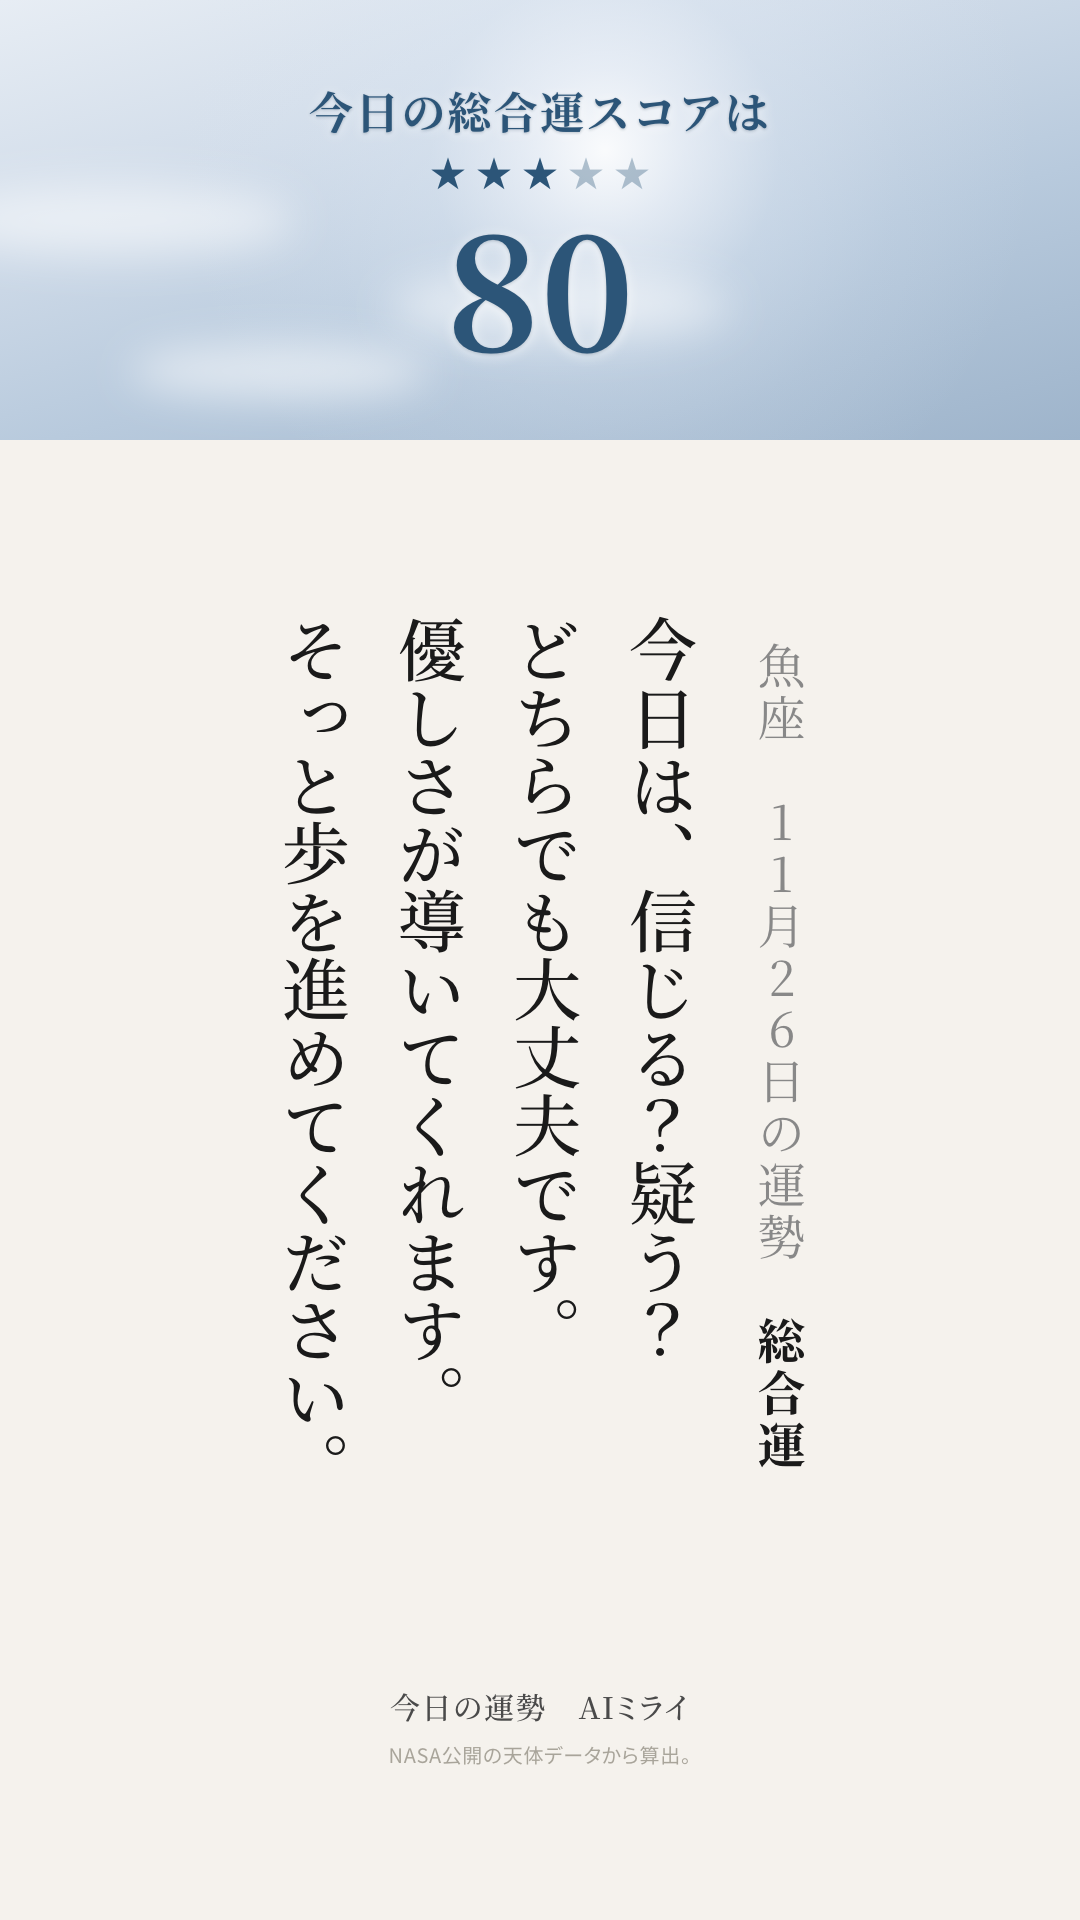 今日の総合運スコアは
★★★★★
80
魚座　11月26日の運勢　総合運
今日は、信じる？疑う？
どちらでも大丈夫です。
優しさが導いてくれます。
そっと歩を進めてください。
今日の運勢　AIミライ
NASA公開の天体データから算出。